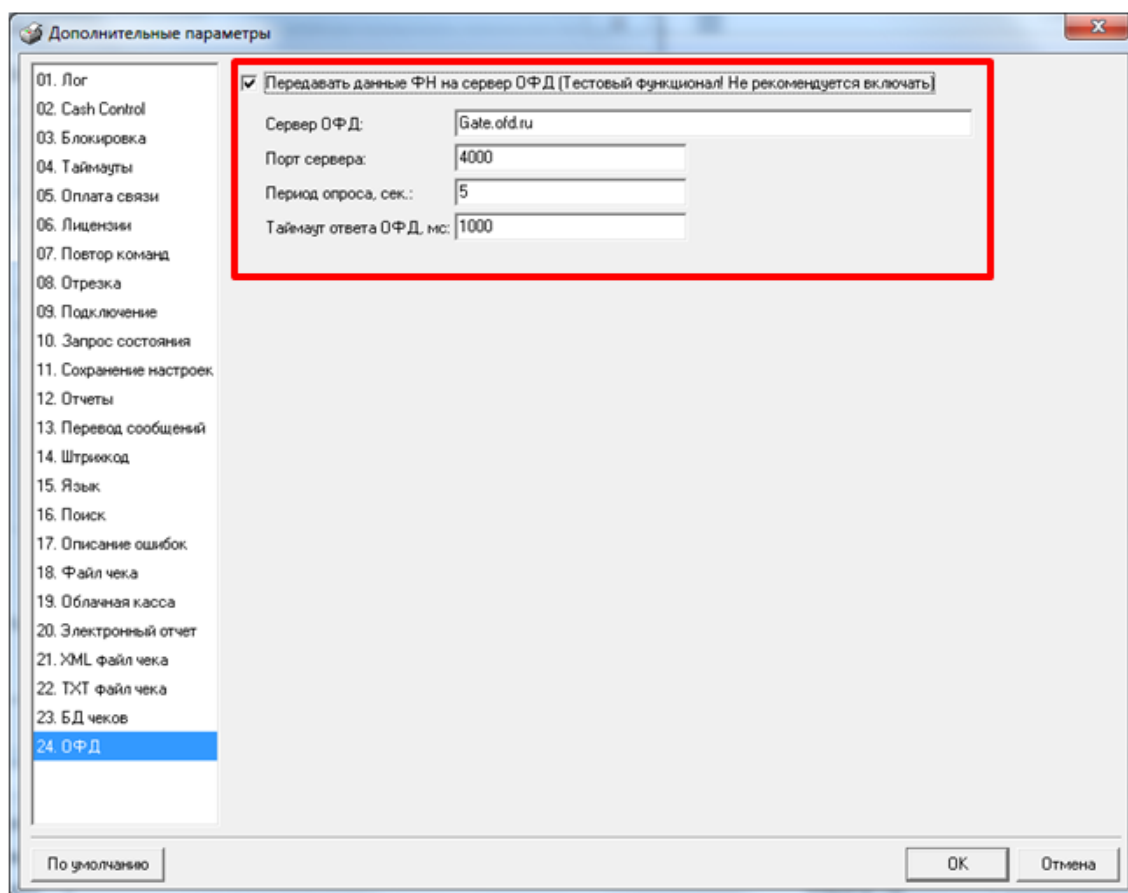 Дополнительные параметры
01. Лог
02. Cash Control
03. Блокировка
04. Таймауты
05. Оплата связи
06. Лицензии
07. Повтор команд
08. Отрезка
09. Подключение
10. Запрос состояния
11. Сохранение настроек
12. Отчеты
13. Перевод сообщений
14. Штрихкод
15. Язык
16. Поиск
17. Описание ошибок
18. Файл чека
19. Облачная касса
20. Электронный отчет
21. XML файл чека
22. TXT файл чека
23. БД чеков
24. ОФД
Передавать данные ФН на сервер ОФД (Тестовый функционал! Не рекомендуется включать)
Сервер ОФД: Gate.ofd.ru
Порт сервера: 4000
Период опроса, сек.: 5
Таймаут ответа ОФД, мс: 1000
По умолчанию OK Отмена